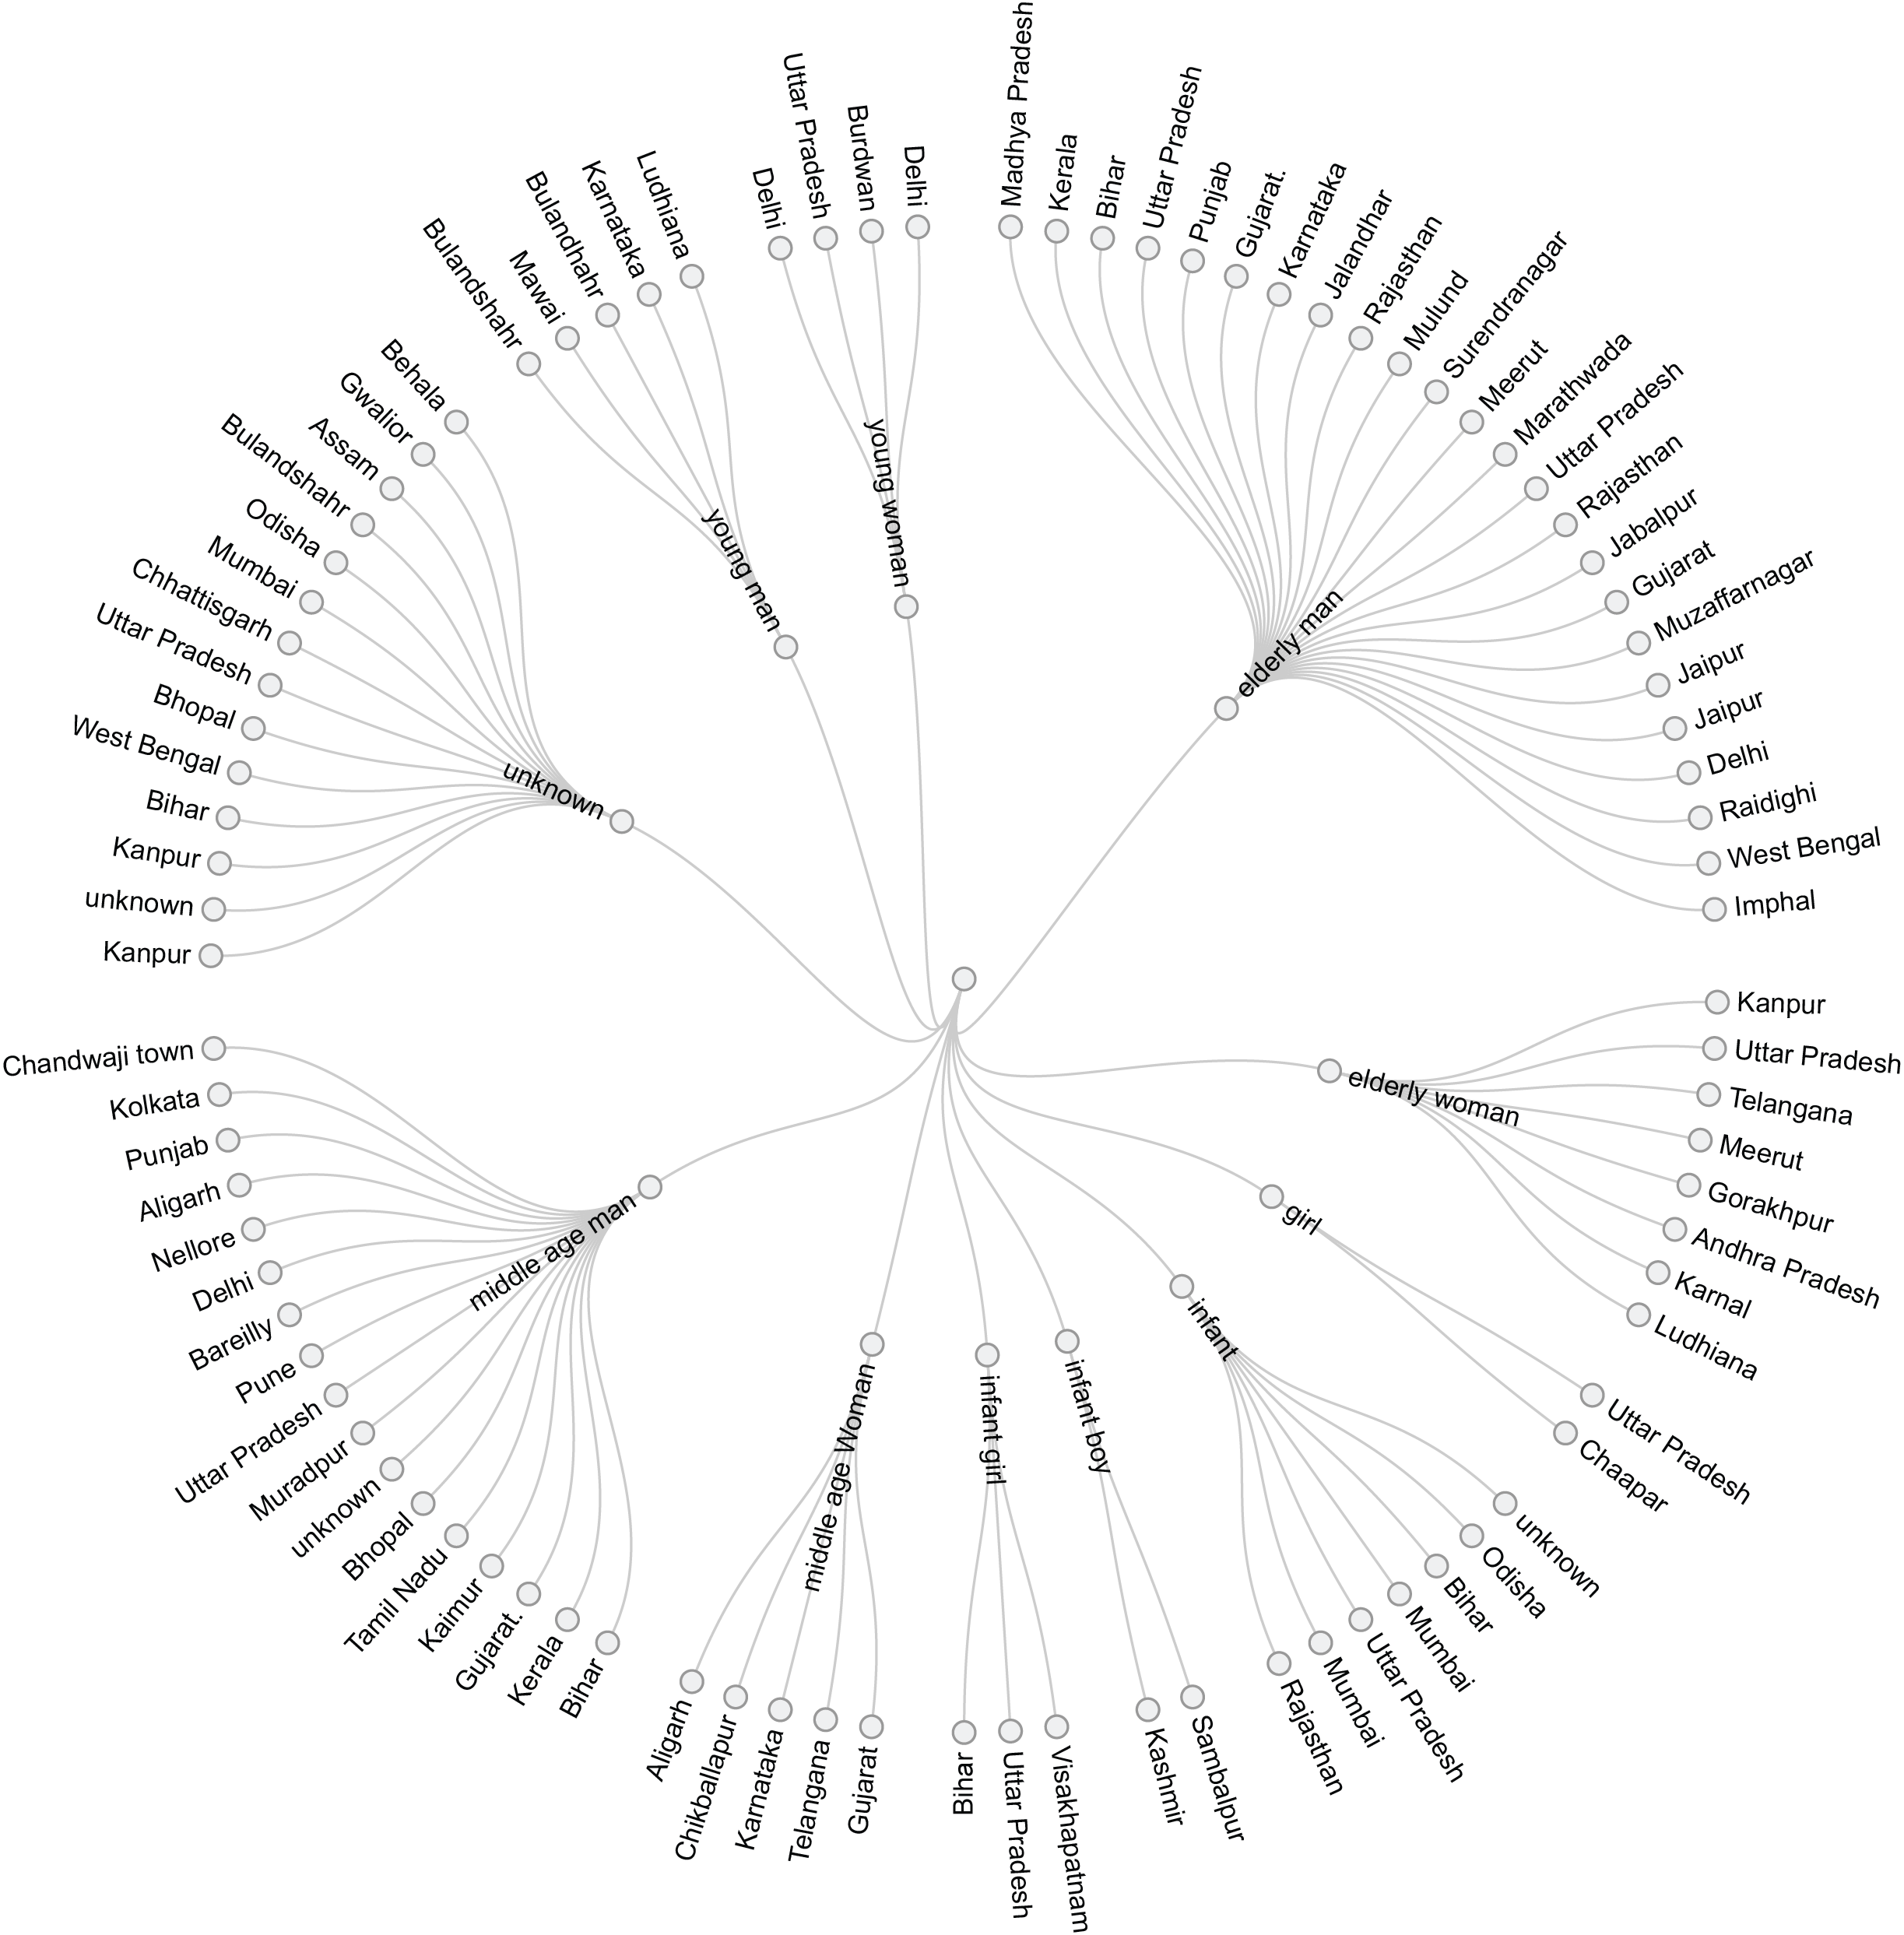 Madhya Pradesh
Kerala
Bihar
Uttar Pradesh
Punjab
Gujarat.
Karnataka
Jalandhar
Rajasthan
Mulund
Surendranagar
Meerut
Marathwada
Uttar Pradesh
Rajasthan
Jabalpur
Gujarat
Muzaffarnagar
Jaipur
Jaipur
Delhi
Raidighi
West Bengal
Imphal
elderly man
Kanpur
Uttar Pradesh
Telangana
Meerut
Gorakhpur
Andhra Pradesh
Karnal
Ludhiana
elderly woman
Uttar Pradesh
Chaapar
girl
unknown
Odisha
Bihar
Mumbai
Uttar Pradesh
Mumbai
Rajasthan
infant
Sambalpur
Kashmir
infant boy
Visakhapatnam
Uttar Pradesh
Bihar
infant girl
Gujarat
Telangana
Karnataka
Chikballapur
Aligarh
middle age Woman
Bihar
Kerala
Gujarat.
Kaimur
Tamil Nadu
Bhopal
unknown
Muradpur
Uttar Pradesh
Pune
Bareilly
Delhi
Nellore
Aligarh
Punjab
Kolkata
Chandwaji town
middle age man
Kanpur
unknown
Kanpur
Bihar
West Bengal
Bhopal
Uttar Pradesh
Chhattisgarh
Mumbai
Odisha
Bulandshahr
Assam
Gwalior
Behala
unknown
Bulandshahr
Mawai
Bulandhahr
Karnataka
Ludhiana
young man
Delhi
Uttar Pradesh
Burdwan
Delhi
young woman